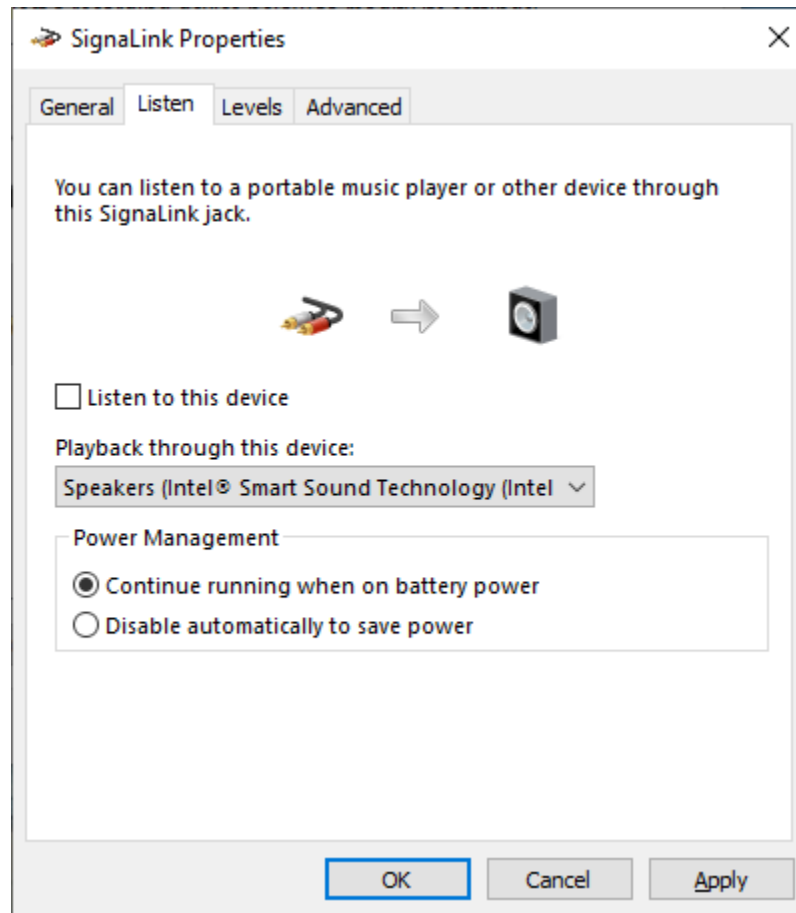 SignaLink Properties
General Listen Levels Advanced
You can listen to a portable music player or other device through
this SignaLink jack.
Listen to this device
Playback through this device:
Speakers (Intel® Smart Sound Technology (Intel
Power Management
Continue running when on battery power
Disable automatically to save power
OK Cancel Apply